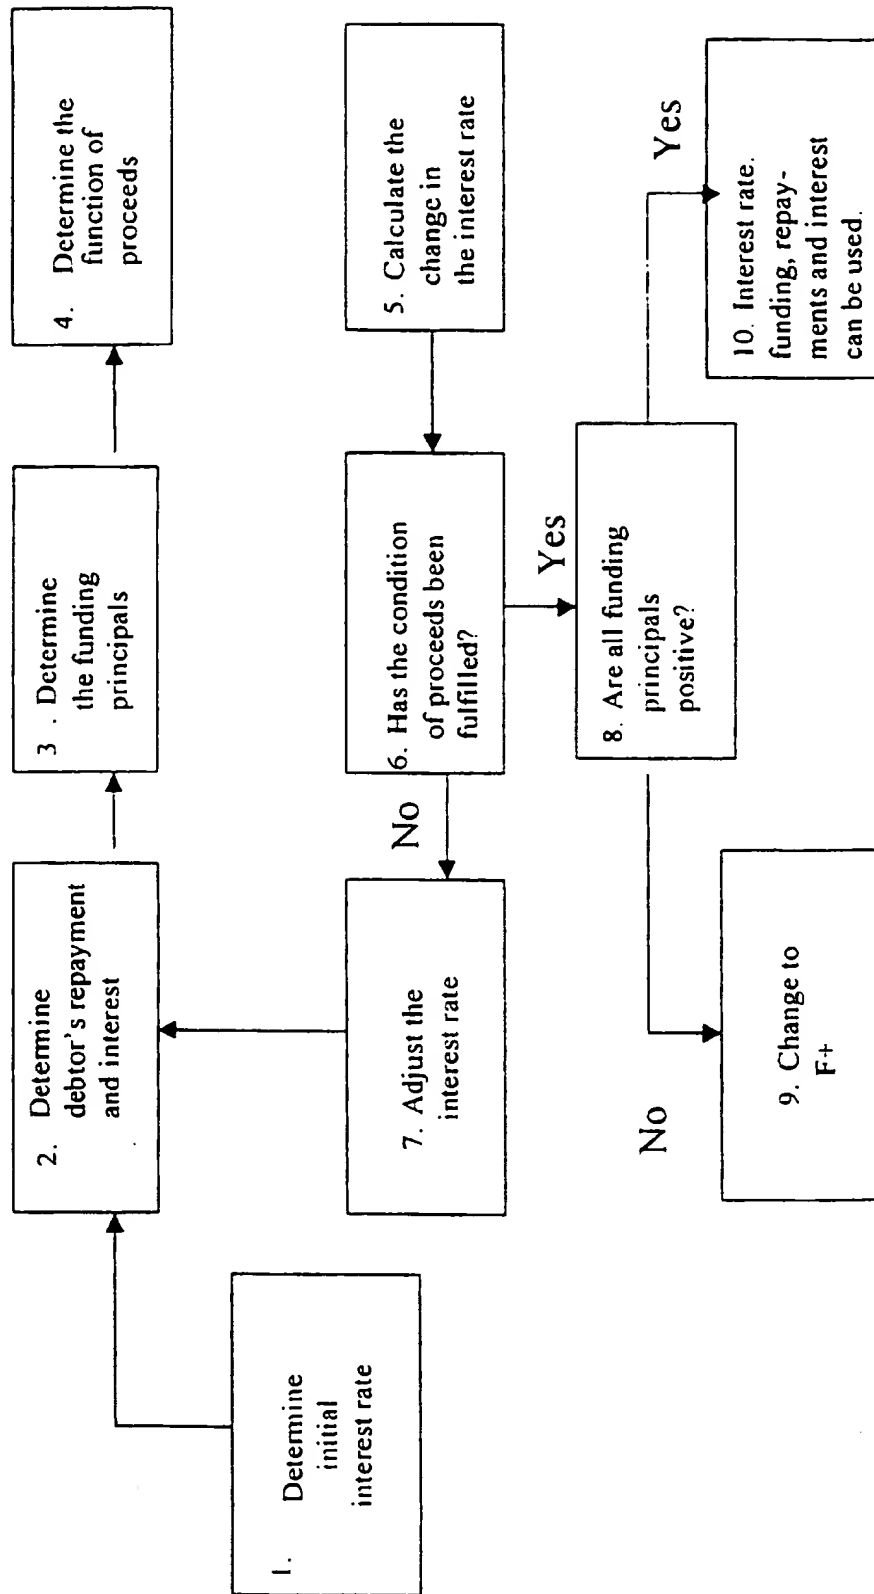 1. Determine
initial
interest rate
2. Determine
debtor's repayment
and interest
3 . Determine
the funding
principals
4. Determine the
function of
proceeds
5. Calculate the
change in
the interest rate
6. Has the condition
of proceeds been
fulfilled?
No
Yes
7. Adjust the
interest rate
8. Are all funding
principals
positive?
No
Yes
9. Change to
F+
10. Interest rate.
funding, repay-
ments and interest
can be used.